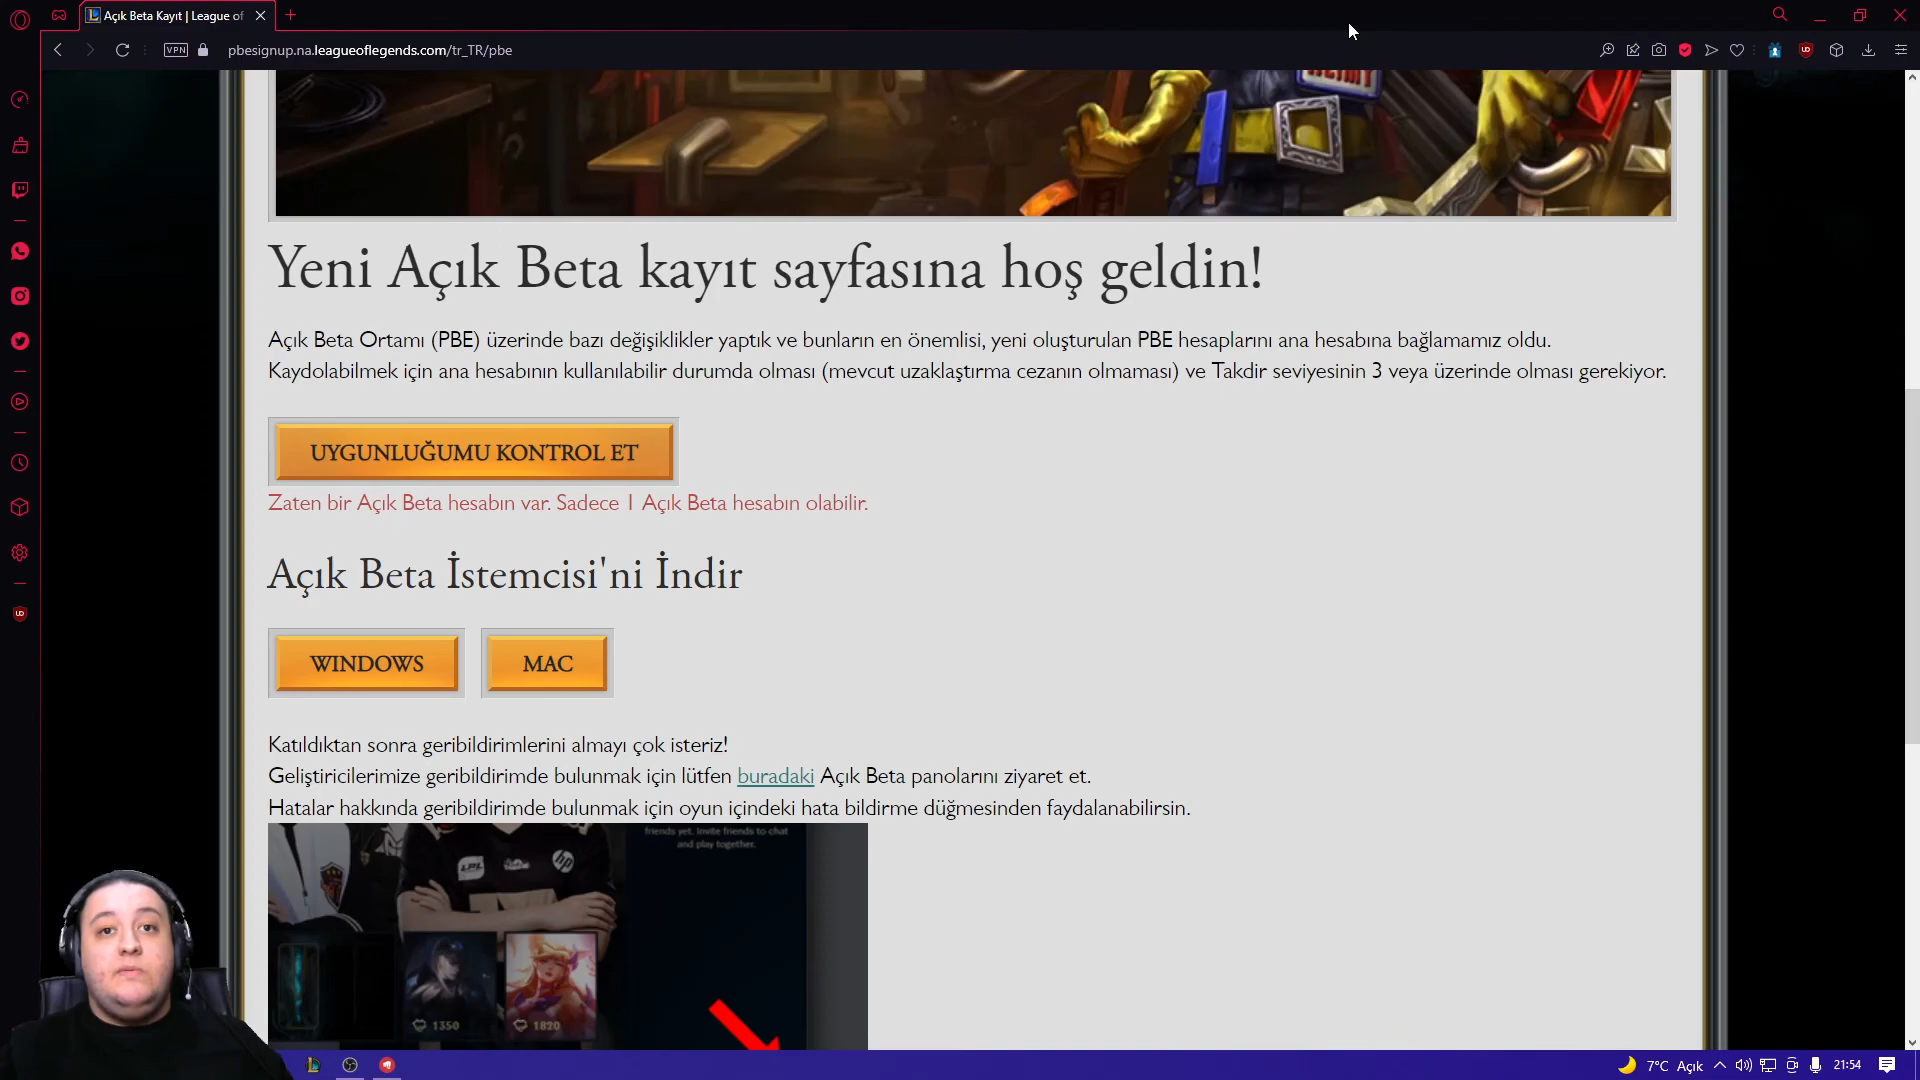 Açık Beta Kayıt | League of
VPN
pbesignup.na.leagueoflegends.com/tr_TR/pbe
Yeni Açık Beta kayıt sayfasına hoş geldin!
Açık Beta Ortamı (PBE) üzerinde bazı değişiklikler yaptık ve bunların en önemlisi, yeni oluşturulan PBE hesaplarını ana hesabına bağlamamız oldu.
Kaydolabilmek için ana hesabının kullanılabilir durumda olması (mevcut uzaklaştırma cezanın olmaması) ve Takdir seviyesinin 3 veya üzerinde olması gerekiyor.
UYGUNLUĞUMU KONTROL ET
Zaten bir Açık Beta hesabın var. Sadece 1 Açık Beta hesabın olabilir.
Açık Beta İstemcisi'ni İndir
WINDOWS MAC
Katıldıktan sonra geribildirimlerini almayı çok isteriz!
Geliştiricilerimize geribildirimde bulunmak için lütfen buradaki Açık Beta panolarını ziyaret et.
Hatalar hakkında geribildirimde bulunmak için oyun içindeki hata bildirme düğmesinden faydalanabilirsin.
friends yet. Invite friends to chat
and play together.
LPL
hp
1350 1820
7°C Açık 21:54